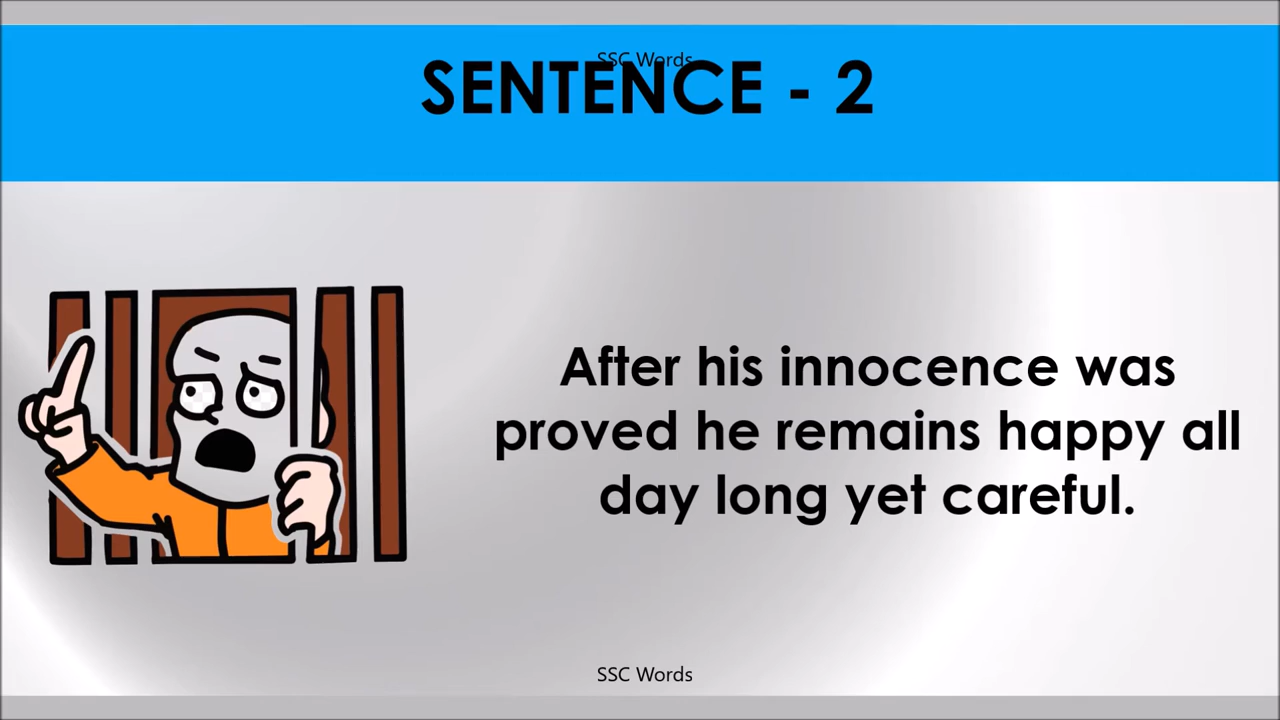 SSC Words
SENTENCE - 2
After his innocence was
proved he remains happy all
day long yet careful.
SSC Words